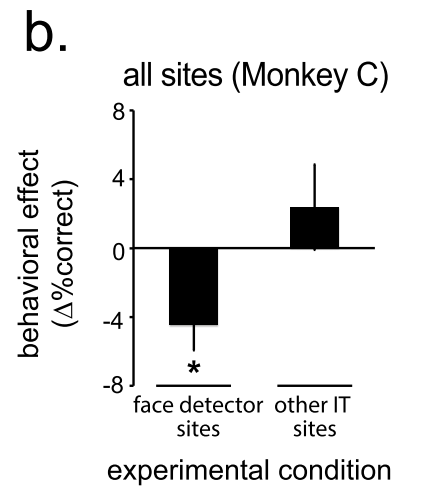 b.
all sites (Monkey C)
behavioral effect
(Δ%correct)
8
4
0
-4
-8
*
face detector
sites
other IT
sites
experimental condition